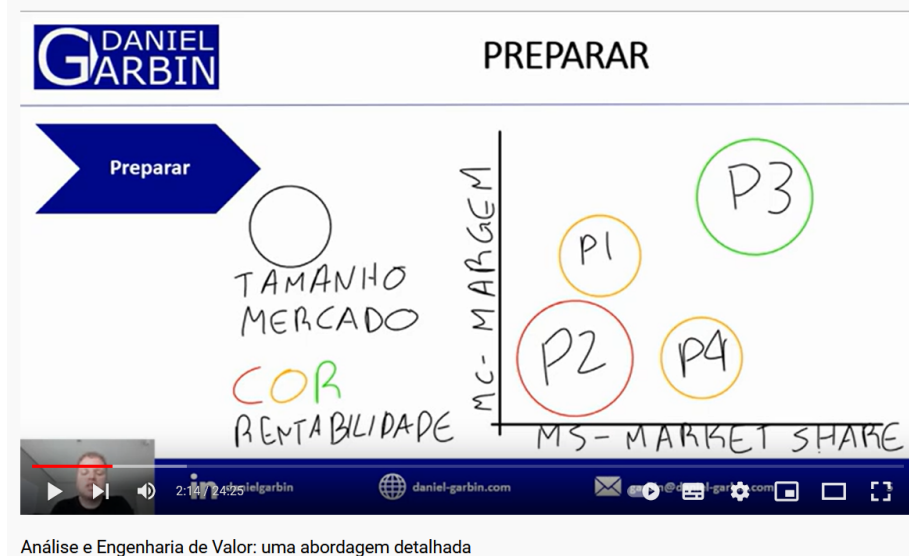 DANIEL
GARBIN
PREPARAR
Preparar
TAMANHO
MERCADO
COR
RENTABILIDADE
MC- MARGEM
P3
P1
P2
P4
MS-MARKET SHARE
in
danielgarbin
daniel-garbin.com
2:14 / 24:25
Análise e Engenharia de Valor: uma abordagem detalhada